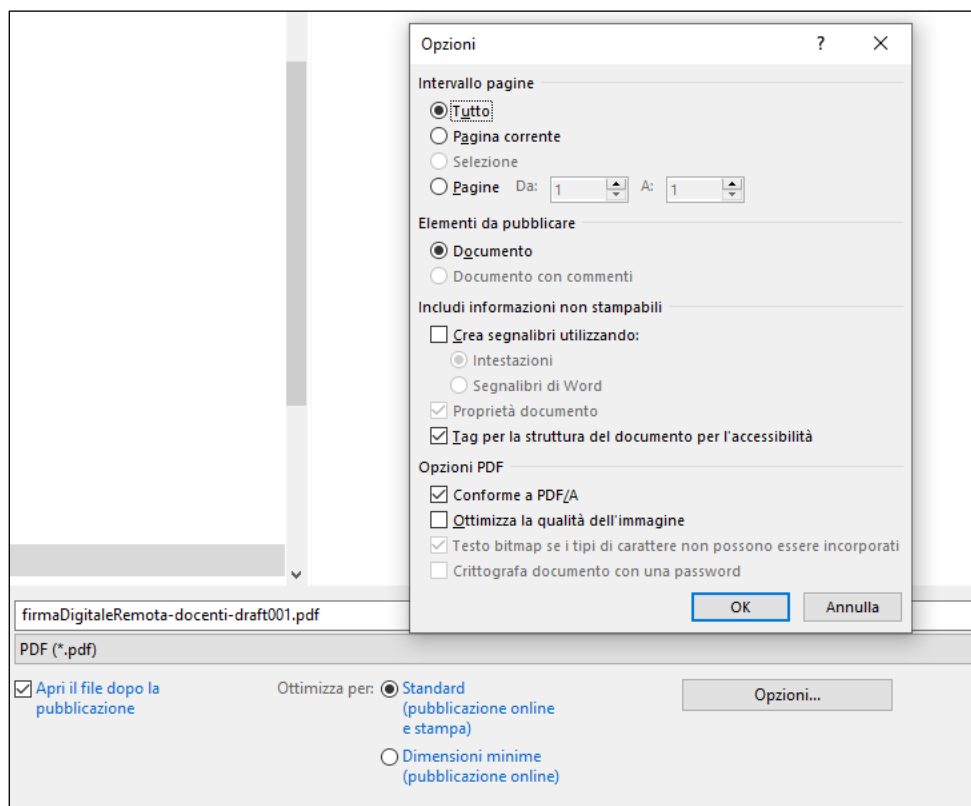 Opzioni
?
Intervallo pagine
Tutto
Pagina corrente
Selezione
Pagine Da: 1 A: 1
Elementi da pubblicare
Documento
Documento con commenti
Includi informazioni non stampabili
Crea segnalibri utilizzando:
Intestazioni
Segnalibri di Word
Proprietà documento
Tag per la struttura del documento per l'accessibilità
Opzioni PDF
Conforme a PDF/A
Ottimizza la qualità dell'immagine
Testo bitmap se i tipi di carattere non possono essere incorporati
Crittografa documento con una password
OK Annulla
firmaDigitaleRemota-docenti-draft001.pdf
PDF (*.pdf)
Apri il file dopo la
pubblicazione
Ottimizza per: Standard
(pubblicazione online
e stampa)
Dimensioni minime
(pubblicazione online)
Opzioni...